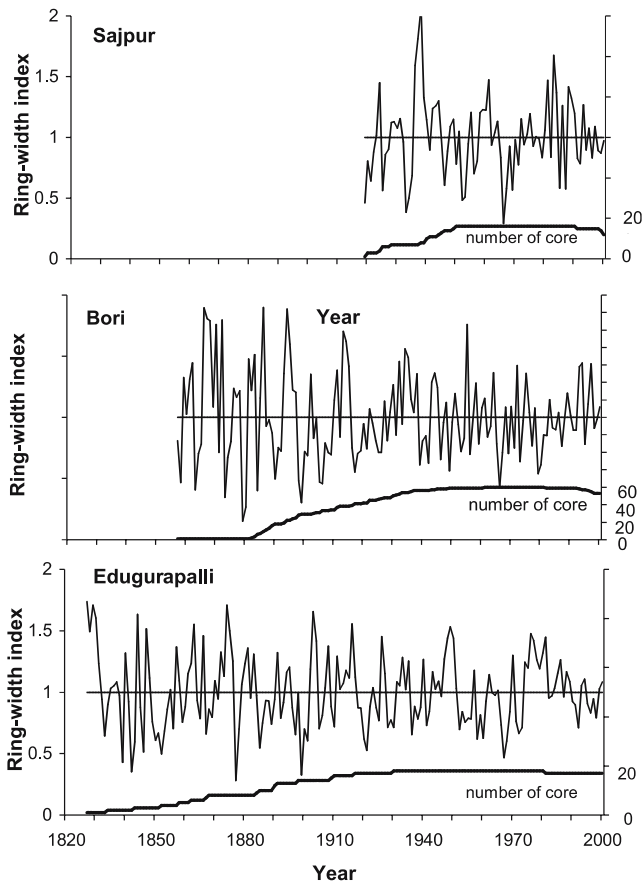 Sajpur
Ring-width index
2
1.5
1
0.5
0
20
0
number of core
Bori
Year
Ring-width index
60
40
20
0
number of core
Edugurapalli
Ring-width index
2
1.5
1
0.5
0
20
0
number of core
1820 1850 1880 1910 1940 1970 2000
Year